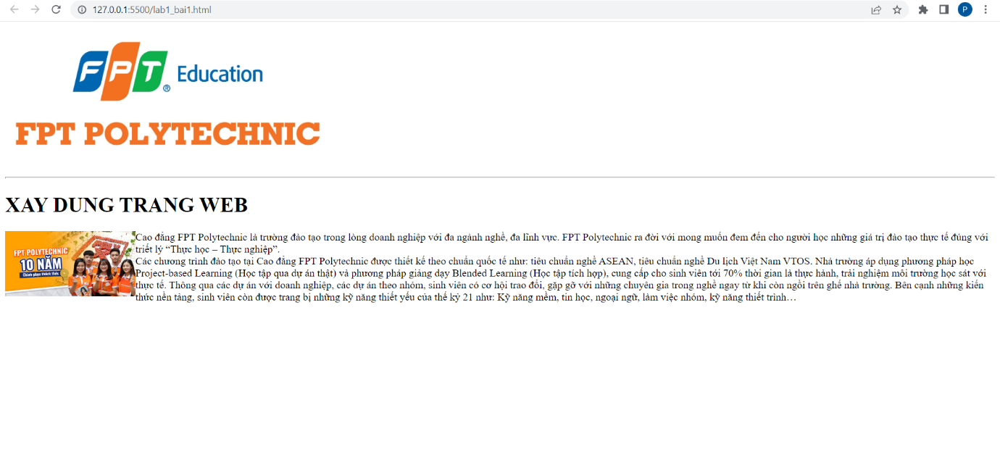 127.0.0.1:5500/lab1_bai1.html
P
FPT® Education
FPT POLYTECHNIC
XAY DUNG TRANG WEB
FPT POLYTECHNIC
10 NĂM
Chinh phục thách thức
Cao đẳng FPT Polytechnic là trường đào tạo trong lòng doanh nghiệp với đa ngành nghề, đa lĩnh vực. FPT Polytechnic ra đời với mong muốn đem đến cho người học những giá trị đào tạo thực tế đúng với
triết lý “Thực học – Thực nghiệp”.
Các chương trình đào tạo tại Cao đẳng FPT Polytechnic được thiết kế theo chuẩn quốc tế như: tiêu chuẩn nghề ASEAN, tiêu chuẩn nghề Du lịch Việt Nam VTOS. Nhà trường áp dụng phương pháp học
Project-based Learning (Học tập qua dự án thật) và phương pháp giảng dạy Blended Learning (Học tập tích hợp), cung cấp cho sinh viên tới 70% thời gian là thực hành, trải nghiệm môi trường học sát với
thực tế. Thông qua các dự án với doanh nghiệp, các dự án theo nhóm, sinh viên có cơ hội trao đổi, gặp gỡ với những chuyên gia trong nghề ngay từ khi còn ngồi trên ghế nhà trường. Bên cạnh những kiến
thức nền tảng, sinh viên còn được trang bị những kỹ năng thiết yếu của thế kỷ 21 như: Kỹ năng mềm, tin học, ngoại ngữ, làm việc nhóm, kỹ năng thiết trình…